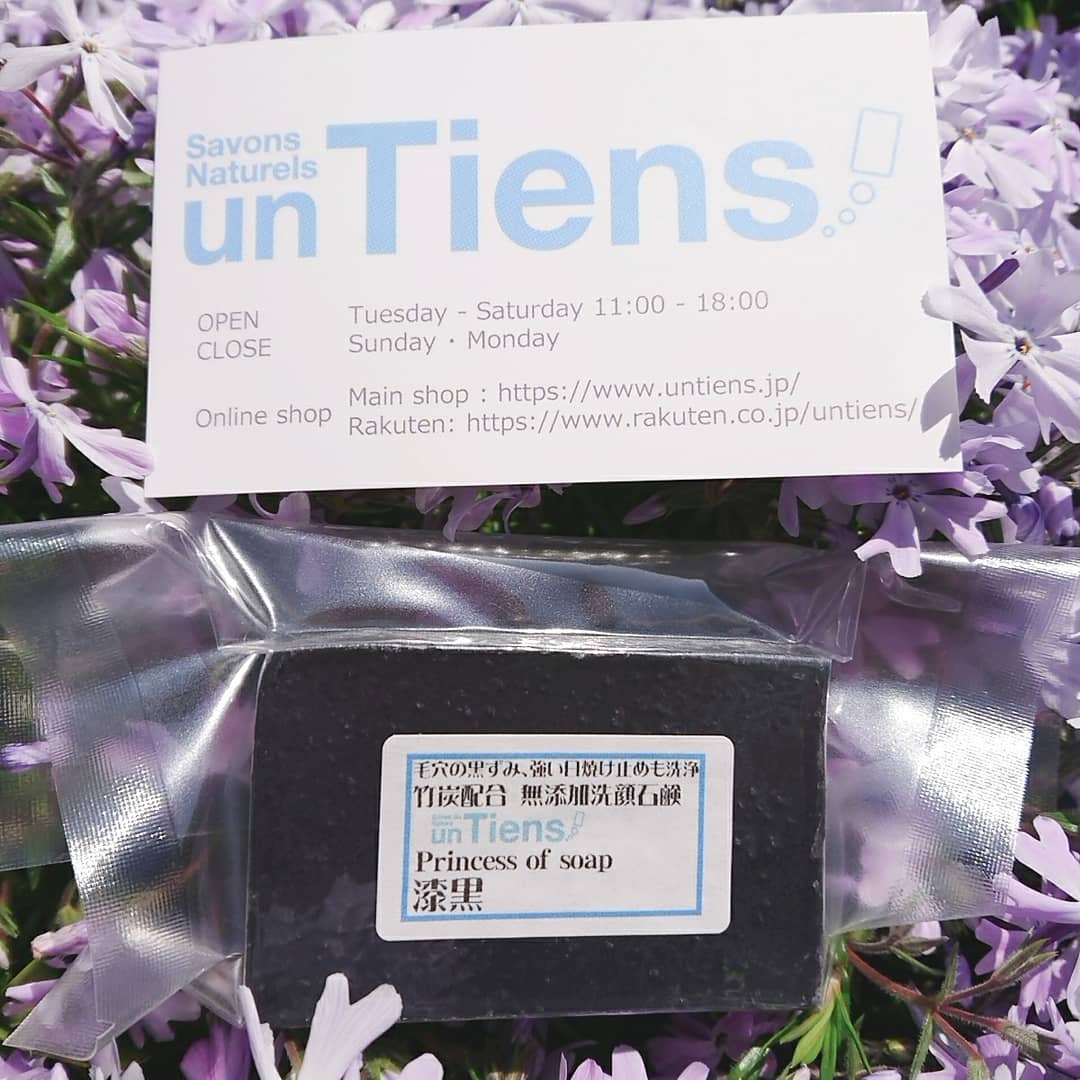 Savons
Naturels
un Tiens
OPEN Tuesday - Saturday 11:00 - 18:00
CLOSE Sunday・Monday
Online shop Main shop : https://www.untiens.jp/
Rakuten: https://www.rakuten.co.jp/untiens/
毛穴の黒ずみ、強い日焼け止めも洗浄
竹炭配合 無添加洗顔石鹸
un Tiens
Princess of soap
漆黒